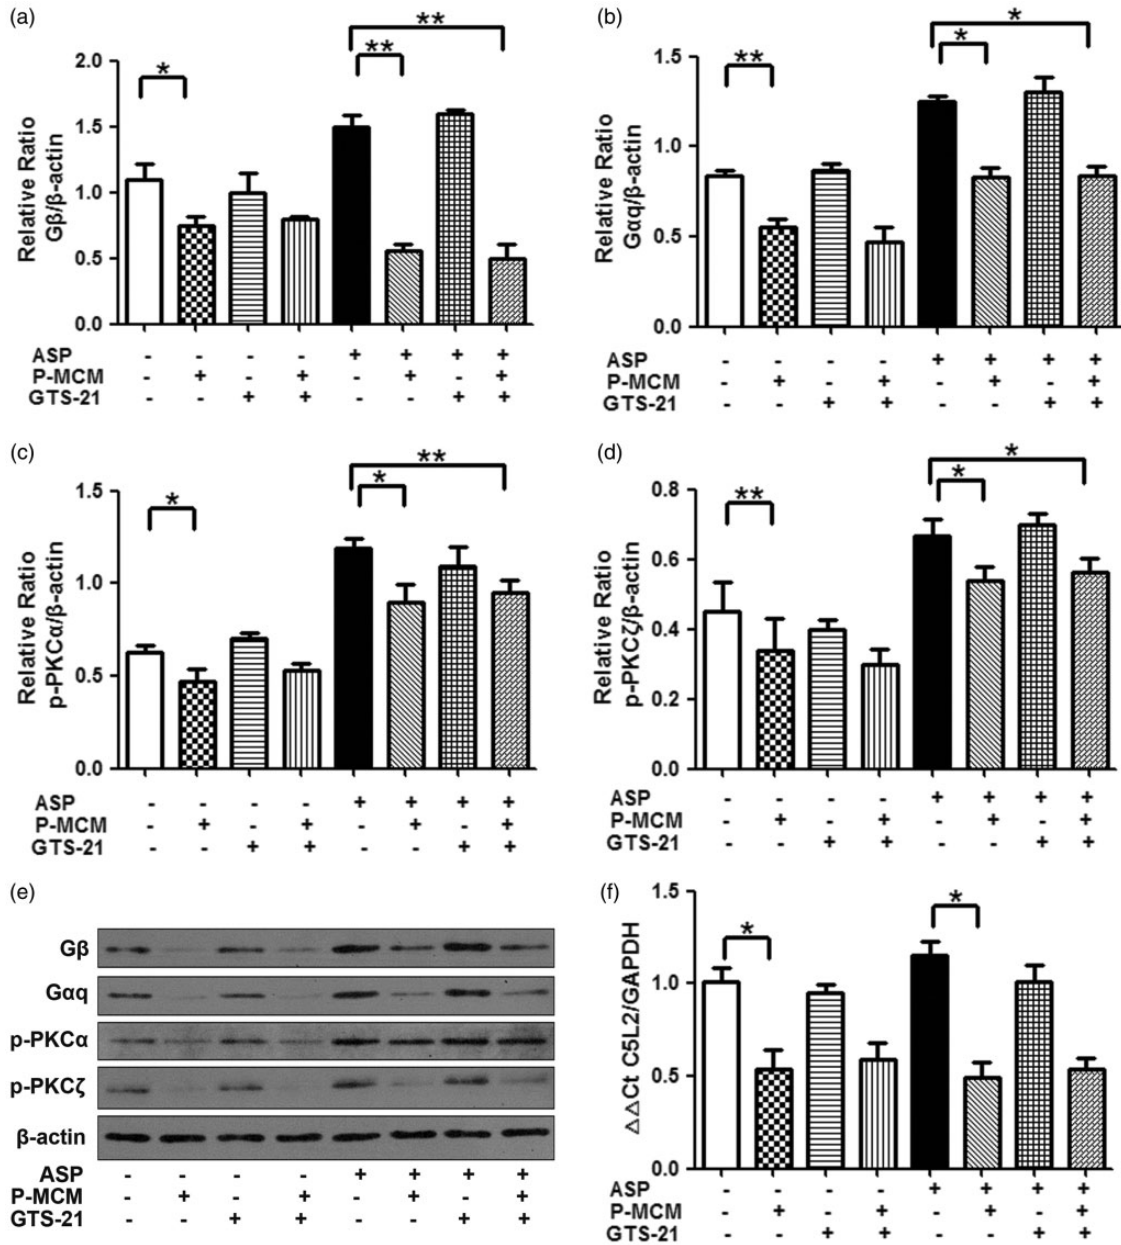 (a)
Relative Ratio
Gβ/β-actin
2.0
1.5
1.0
0.5
0.0
*
**
**
ASP - - - - + + + +
P-MCM - + - + - + - +
GTS-21 - - + + - - + +
(b)
Relative Ratio
Gαq/β-actin
1.5
1.0
0.5
0.0
**
*
*
ASP - - - - + + + +
P-MCM - + - + - + - +
GTS-21 - - + + - - + +
(c)
Relative Ratio
p-PKCα/β-actin
1.5
1.0
0.5
0.0
*
*
**
ASP - - - - + + + +
P-MCM - + - + - + - +
GTS-21 - - + + - - + +
(d)
Relative Ratio
p-PKCζ/β-actin
0.8
0.6
0.4
0.2
0.0
**
*
*
ASP - - - - + + + +
P-MCM - + - + - + - +
GTS-21 - - + + - - + +
(e)
Gβ
Gαq
p-PKCα
p-PKCζ
β-actin
ASP - - - - + + + +
P-MCM - + - + - + - +
GTS-21 - - + + - - + +
(f)
△△Ct C5L2/GAPDH
1.5
1.0
0.5
0.0
*
*
ASP - - - - + + + +
P-MCM - + - + - + - +
GTS-21 - - + + - - + +